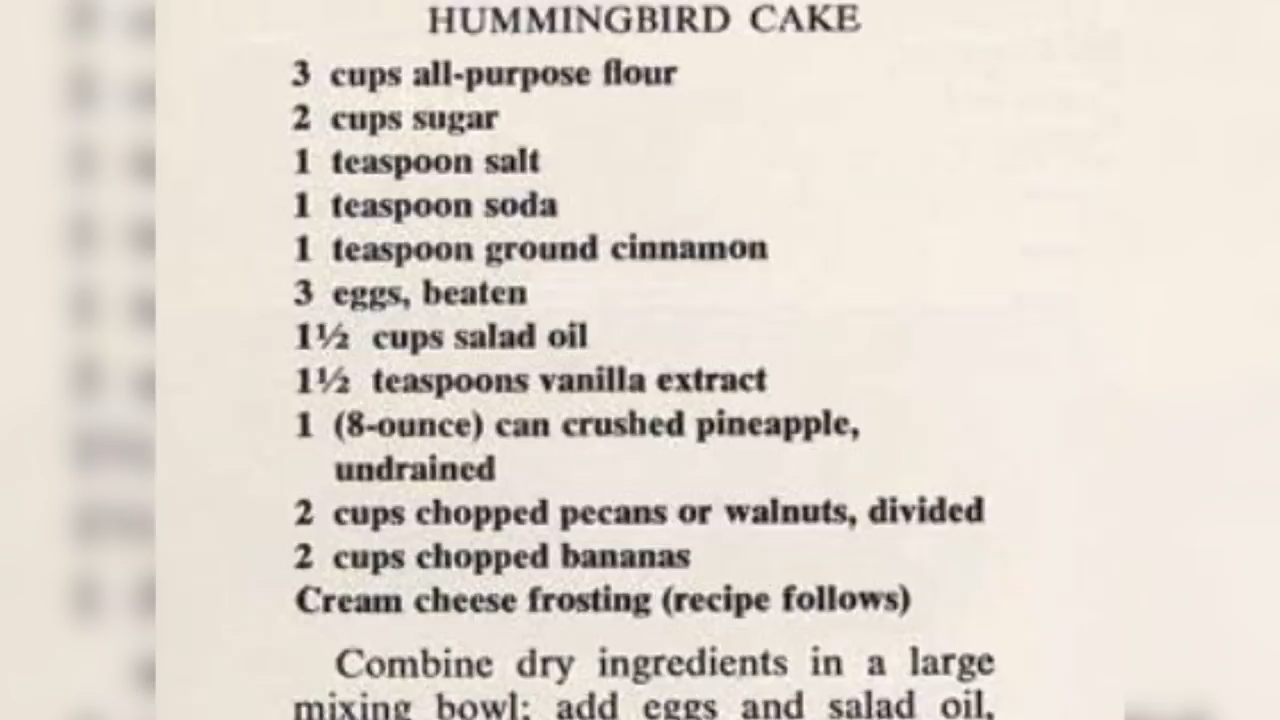 HUMMINGBIRD CAKE
3 cups all-purpose flour
2 cups sugar
1 teaspoon salt
1 teaspoon soda
1 teaspoon ground cinnamon
3 eggs, beaten
1½ cups salad oil
1½ teaspoons vanilla extract
1 (8-ounce) can crushed pineapple,
undrained
2 cups chopped pecans or walnuts, divided
2 cups chopped bananas
Cream cheese frosting (recipe follows)
Combine dry ingredients in a large
mixing bowl; add eggs and salad oil,